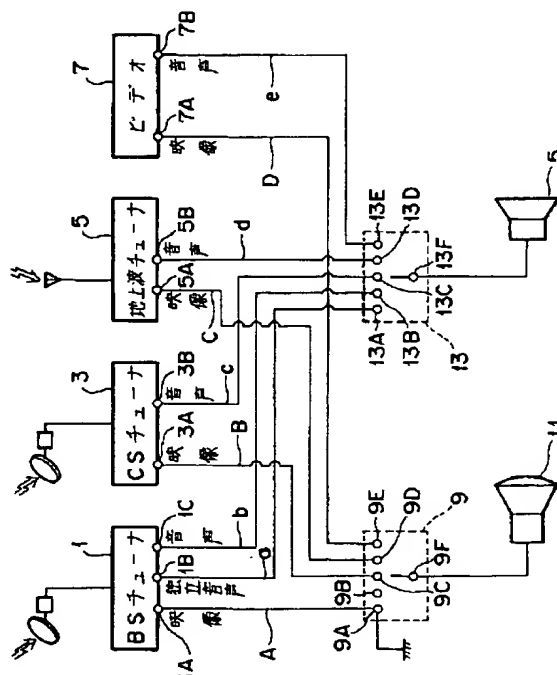 1
BSチューナ
A
映像
1B
独立音声
1C
音声
3
CSチューナ
3A
映像
3B
音声
5
地上波チューナ
5A
映像
5B
音声
7
ビデオ
7A
映像
7B
音声
A
a
b
B
c
C
d
D
e
9A
9B
9C
9D
9E
9F
9
11
13A
13B
13C
13D
13E
13F
13